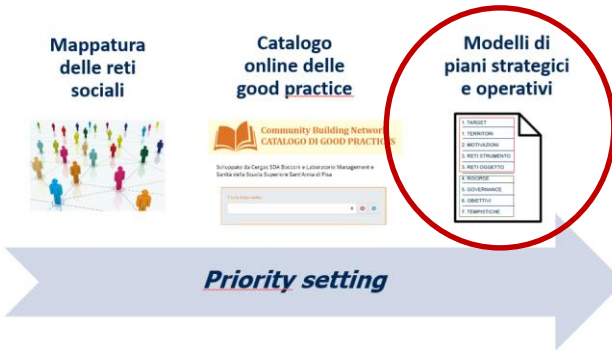 Mappatura
delle reti
sociali
Catalogo
online delle
good practice
Community Building Network
CATALOGO DI GOOD PRACTICES
Sviluppato da Cergas SDA Bocconi e Laboratorio Management e
Sanità della Scuola Superiore Sant'Anna di Pisa
Modelli di
piani strategici
e operativi
1. TARGET
1. TERRITORI
2. MOTIVAZIONI
3. RETI STRUMENTO
3. RETI OGGETTO
4. RISORSE
5. GOVERNANCE
6. OBIETTIVI
7. TEMPISTICHE
Priority setting